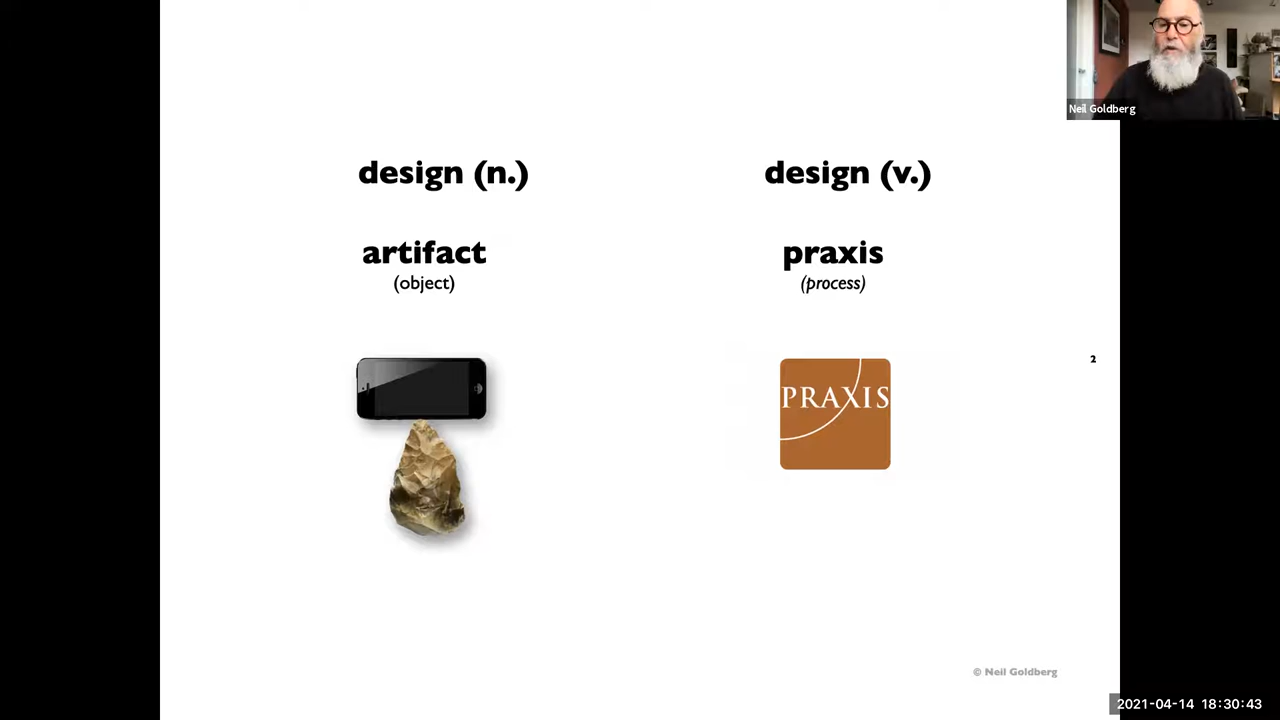 Neil Goldberg
design (n.)
design (v.)
artifact
(object)
praxis
(process)
2
PRAXIS
© Neil Goldberg
2021-04-14 18:30:43